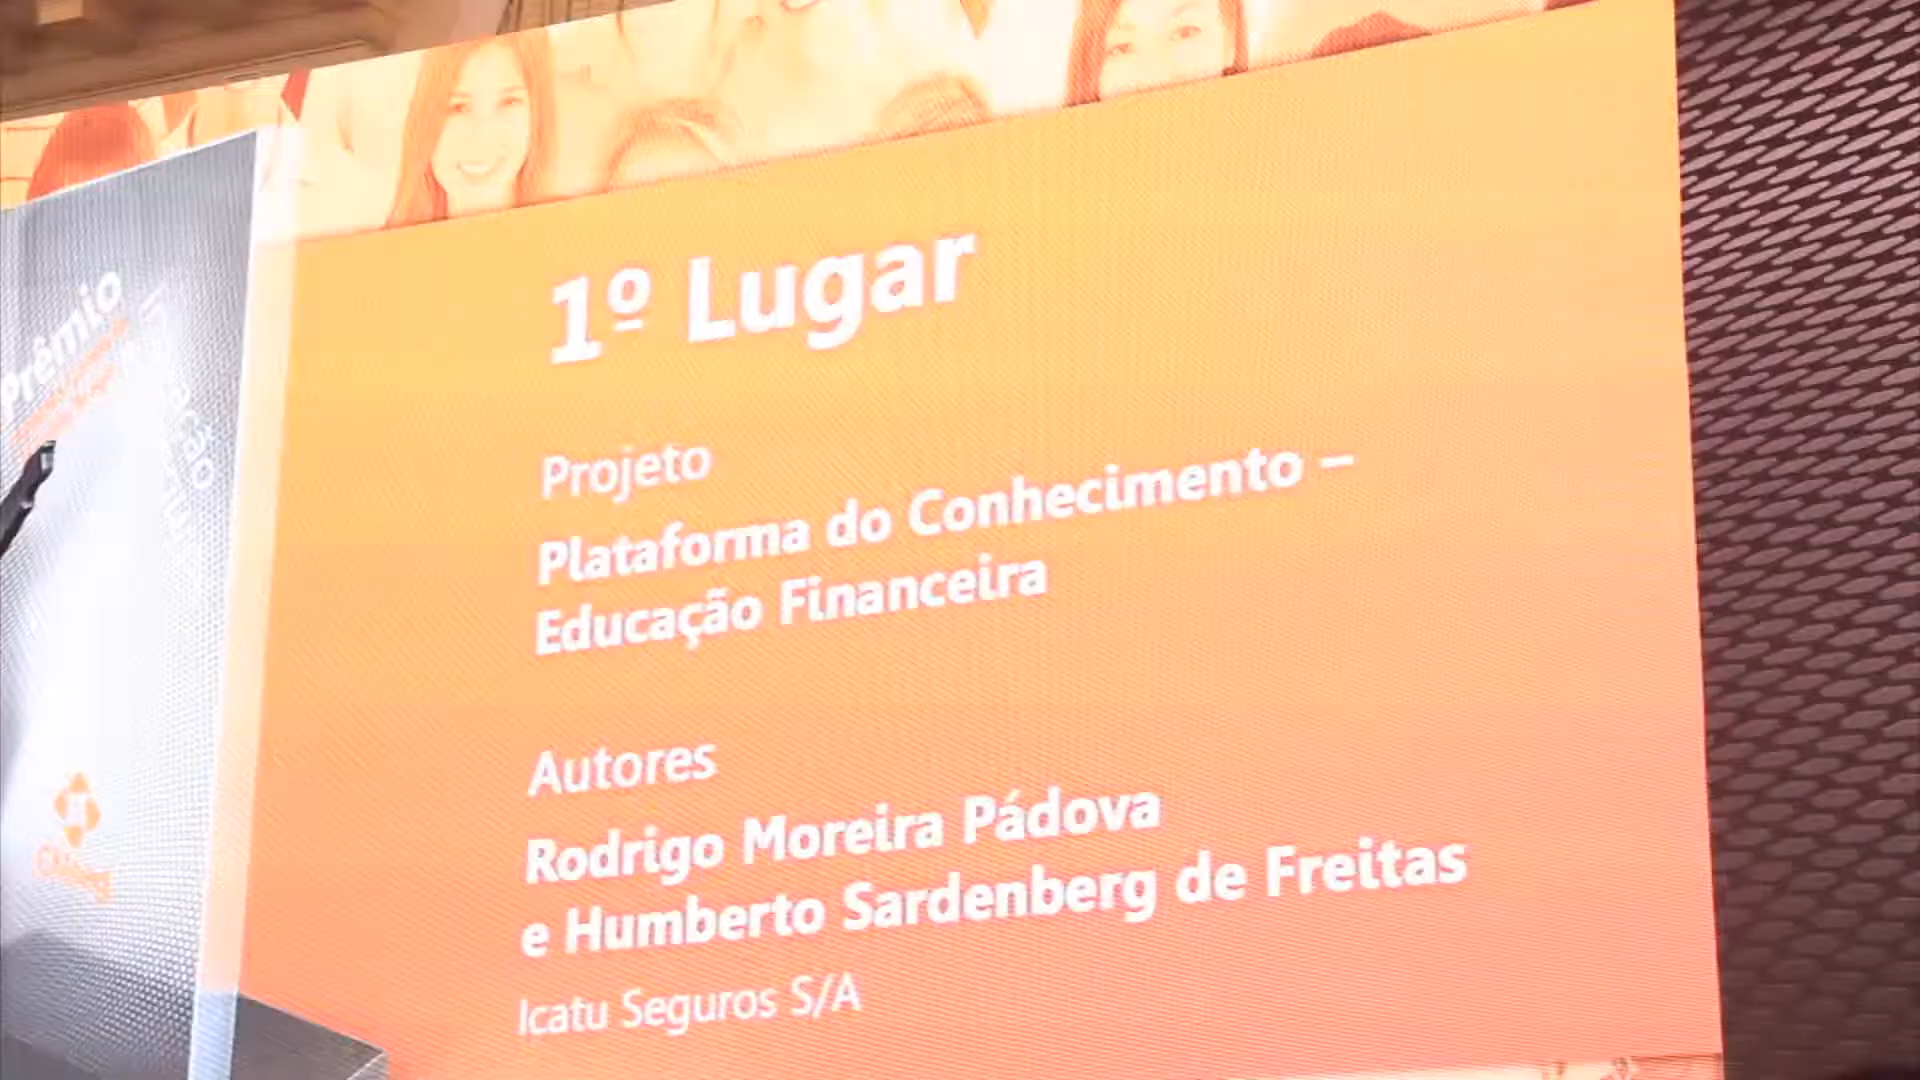 Prêmio
1º Lugar
Projeto
Plataforma do Conhecimento –
Educação Financeira
Autores
Rodrigo Moreira Pádova
e Humberto Sardenberg de Freitas
Icatu Seguros S/A